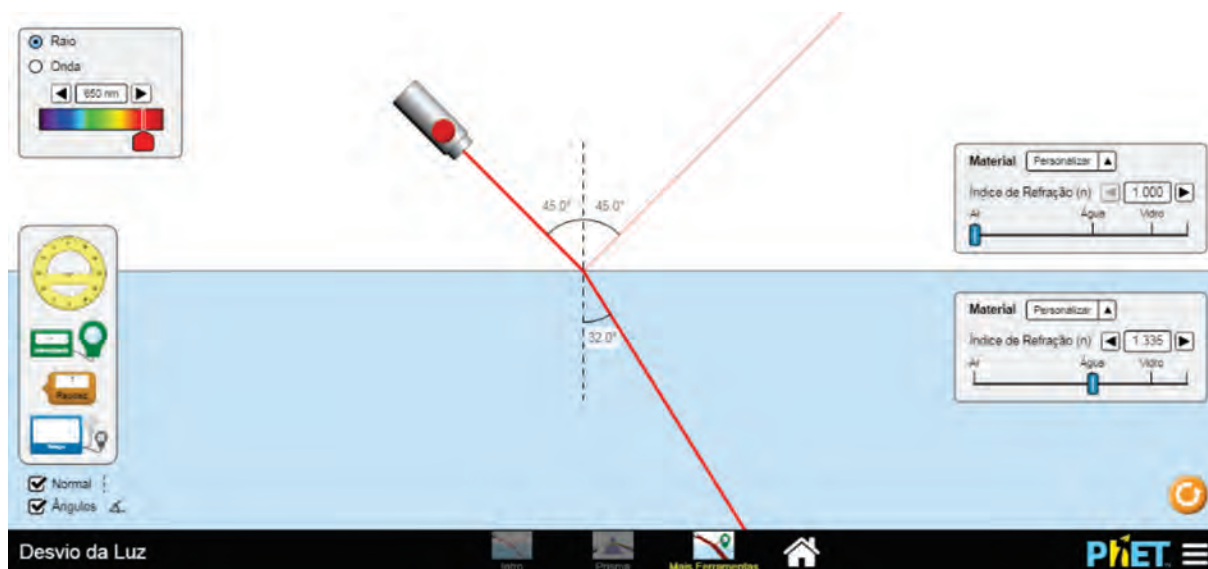 Raio
Onda
650 nm
45.0° 45.0°
32.0°
Material Personalizar
Índice de Refração (n) 1.000
Ar Água Vidro
Material Personalizar
Índice de Refração (n) 1.336
Ar Água Vidro
Normal
Ângulos
Desvio da Luz
Intro
Prisma
Mais Ferramentas
PhET